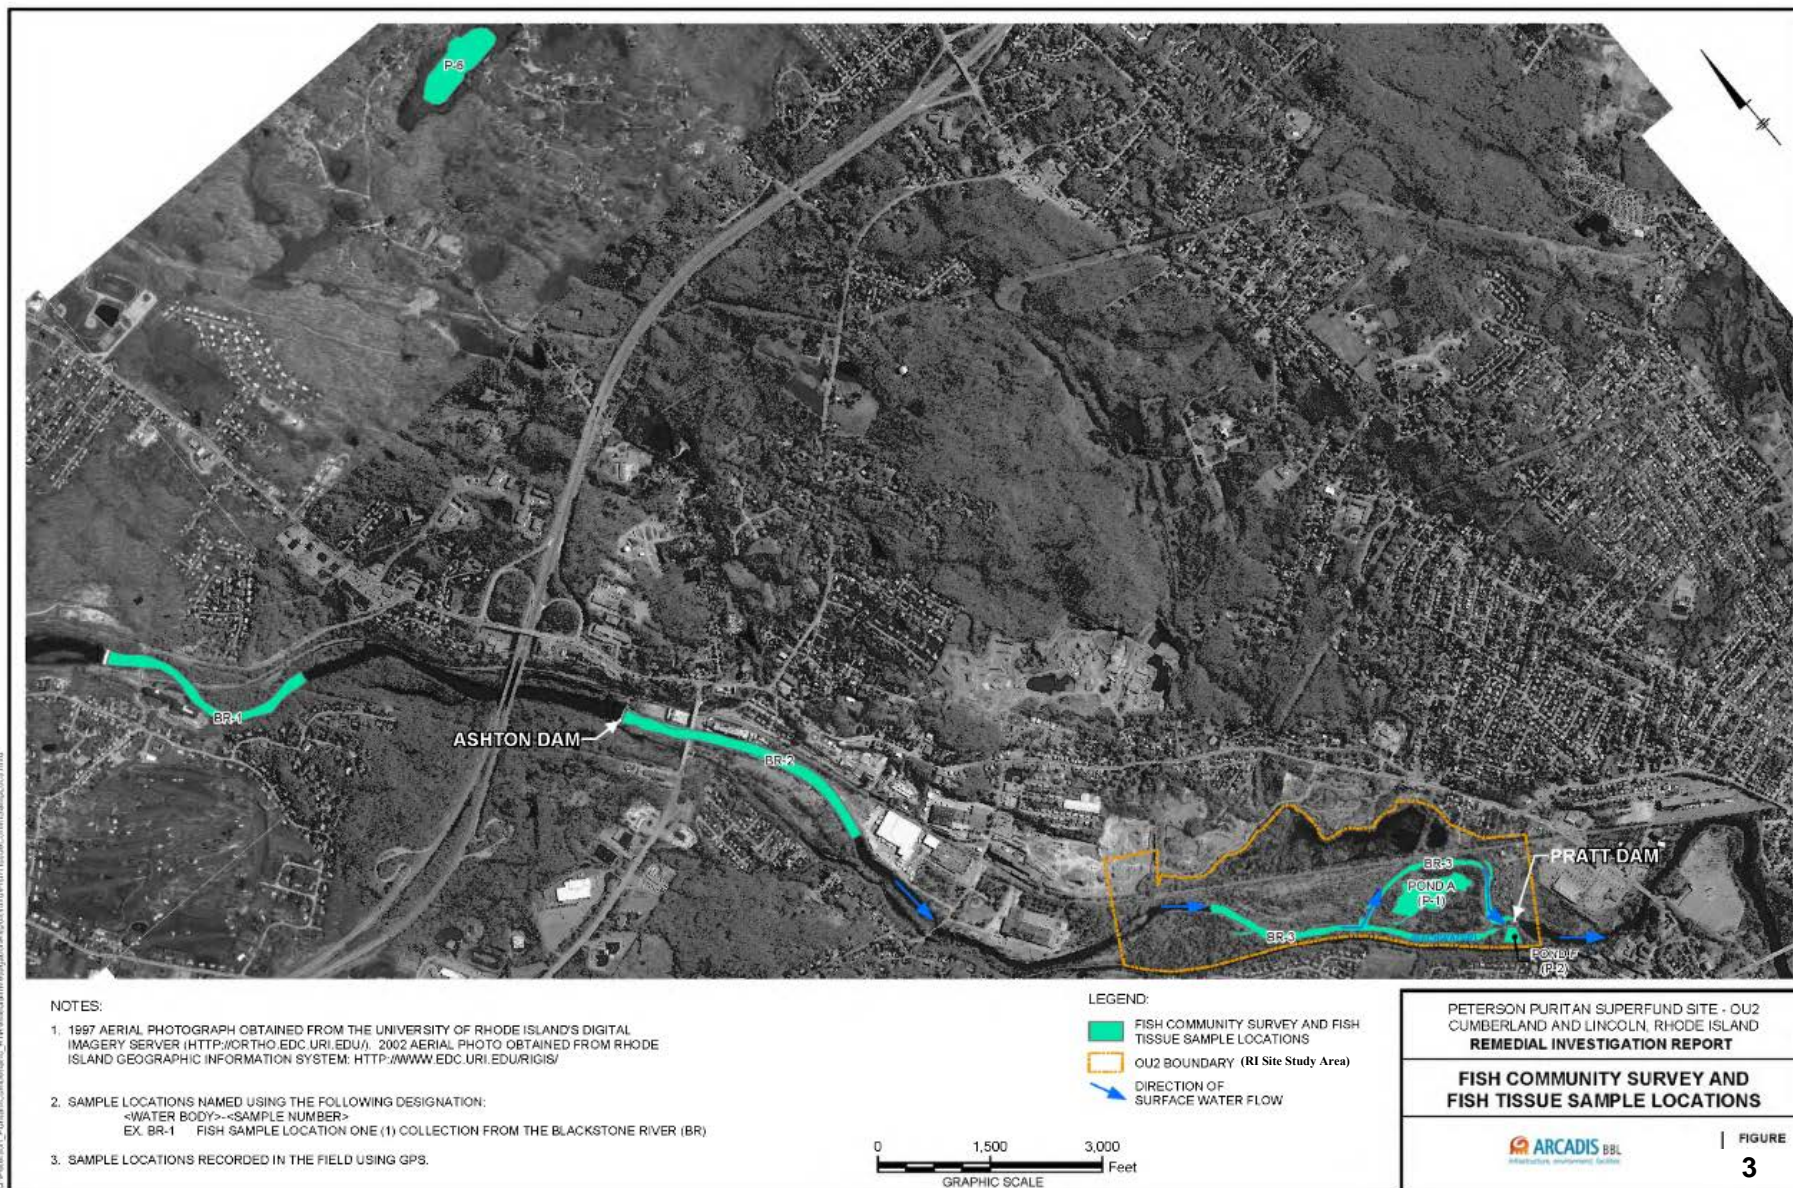 P-6
BR-1
ASHTON DAM
BR-2
BR-3
PRATT DAM
POND A
(P-1)
BR-3
POND F
(P-2)
NOTES:
1. 1997 AERIAL PHOTOGRAPH OBTAINED FROM THE UNIVERSITY OF RHODE ISLAND'S DIGITAL
IMAGERY SERVER (HTTP://ORTHO.EDC.URI.EDU/). 2002 AERIAL PHOTO OBTAINED FROM RHODE
ISLAND GEOGRAPHIC INFORMATION SYSTEM: HTTP://WWW.EDC.URI.EDU/RIGIS/
2. SAMPLE LOCATIONS NAMED USING THE FOLLOWING DESIGNATION:
<WATER BODY>-<SAMPLE NUMBER>
EX. BR-1 FISH SAMPLE LOCATION ONE (1) COLLECTION FROM THE BLACKSTONE RIVER (BR)
3. SAMPLE LOCATIONS RECORDED IN THE FIELD USING GPS.
0 1,500 3,000
Feet
GRAPHIC SCALE
LEGEND:
FISH COMMUNITY SURVEY AND FISH
TISSUE SAMPLE LOCATIONS
OU2 BOUNDARY (RI Site Study Area)
DIRECTION OF
SURFACE WATER FLOW
PETERSON PURITAN SUPERFUND SITE - OU2
CUMBERLAND AND LINCOLN, RHODE ISLAND
REMEDIAL INVESTIGATION REPORT
FISH COMMUNITY SURVEY AND
FISH TISSUE SAMPLE LOCATIONS
ARCADIS BBL
Infrastructure, environment, facilities
FIGURE
3